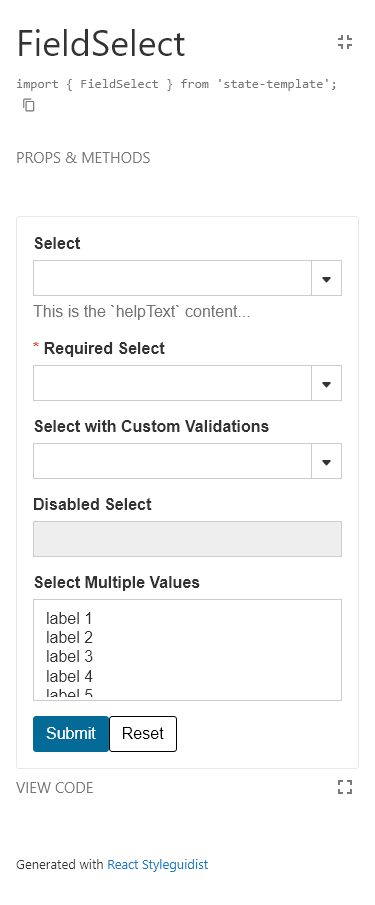 FieldSelect
import { FieldSelect } from 'state-template';
PROPS & METHODS
Select
This is the `helpText` content...
* Required Select
Select with Custom Validations
Disabled Select
Select Multiple Values
label 1
label 2
label 3
label 4
label 5
Submit Reset
VIEW CODE
Generated with React Styleguidist